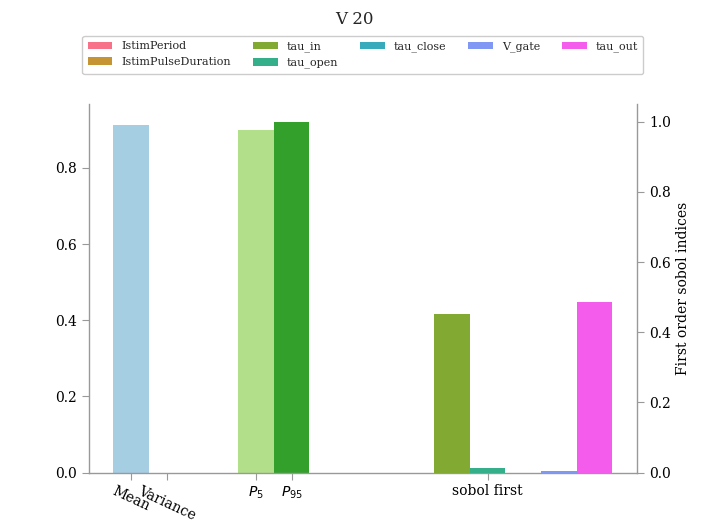 V 20
IstimPeriod tau_in tau_close V_gate tau_out
IstimPulseDuration tau_open
1.0
0.8 0.8
0.6 0.6
0.4 0.4
0.2 0.2
0.0 0.0
First order sobol indices
Mean Variance P5 P95 sobol first